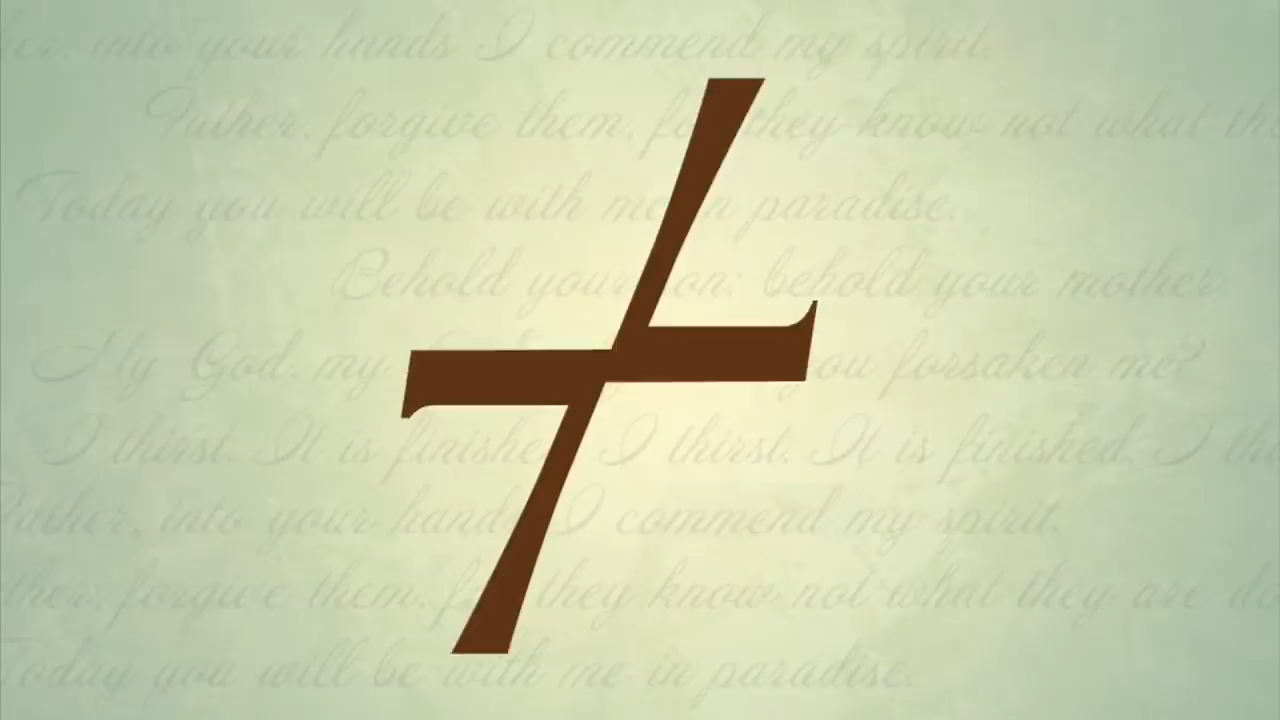 into your hands I commend my spirit.
Father, forgive them, they know not what
Today you will be with me in paradise.
Behold your son: behold your mother
My God, my you forsaken me?
I thirst. It is finished. I thirst. It is finished. I
Father, into your hands I commend my spirit.
forgive them, they know not what they are
Today you will be with me in paradise.